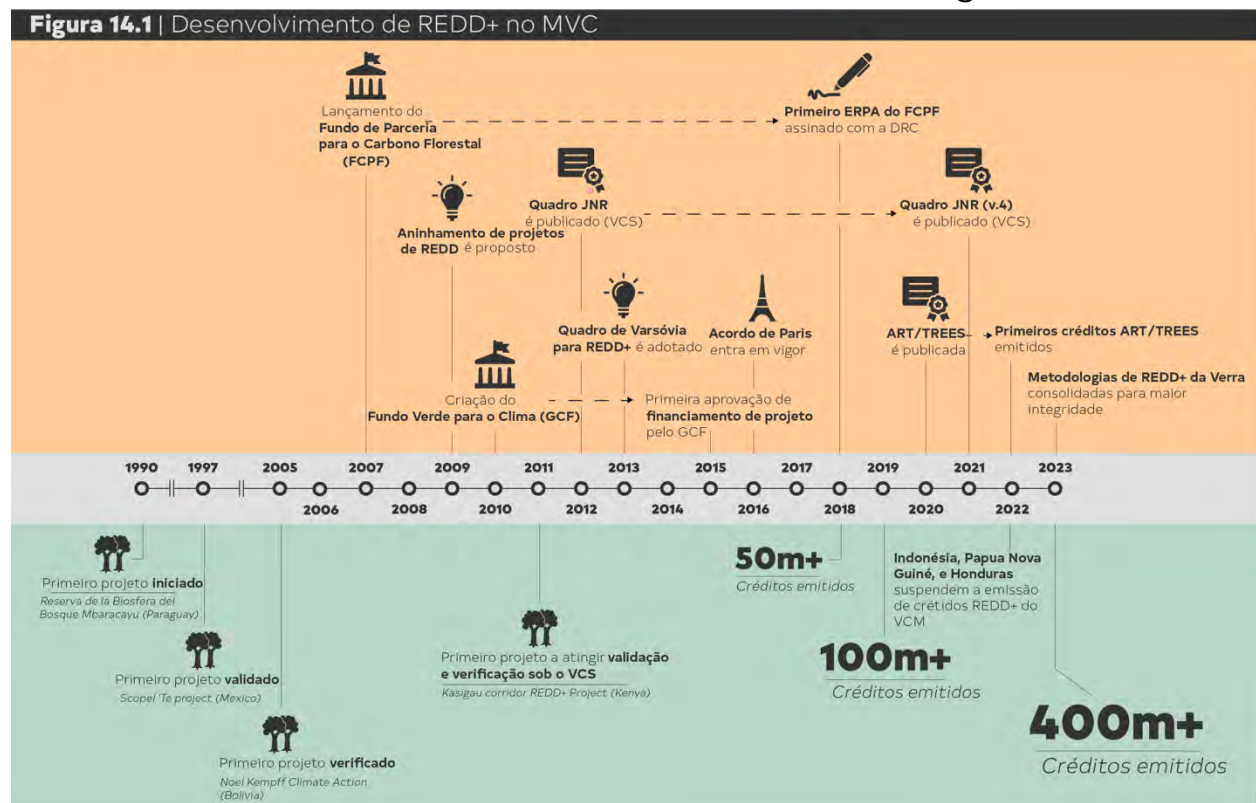 Figura 14.1 | Desenvolvimento de REDD+ no MVC
Lançamento do
Fundo de Parceria
para o Carbono Florestal
(FCPF)
Primeiro ERPA do FCPF
assinado com a DRC
Aninhamento de projetos
de REDD é proposto
Quadro JNR
é publicado (VCS)
Quadro JNR (v.4)
é publicado (VCS)
Quadro de Varsóvia
para REDD+ é adotado
Acordo de Paris
entra em vigor
ART/TREES
é publicada
Primeiros créditos ART/TREES
emitidos
Criação do
Fundo Verde para o Clima (GCF)
Primeira aprovação de
financiamento de projeto
pelo GCF
Metodologias de REDD+ da Verra
consolidadas para maior
integridade
1990 1997 2005 2007 2009 2011 2013 2015 2017 2019 2021 2023
2006 2008 2010 2012 2014 2016 2018 2020 2022
Primeiro projeto iniciado
Reserva de la Biosfera del
Bosque Mbaracayu (Paraguay)
Primeiro projeto validado
Scopel 'Te project (Mexico)
Primeiro projeto verificado
Noel Kempff Climate Action
(Bolivia)
Primeiro projeto a atingir validação
e verificação sob o VCS
Kasigau corridor REDD+ Project (Kenya)
50m+
Créditos emitidos
100m+
Créditos emitidos
Indonésia, Papua Nova
Guiné, e Honduras
suspendem a emissão
de crétidos REDD+ do
VCM
400m+
Créditos emitidos